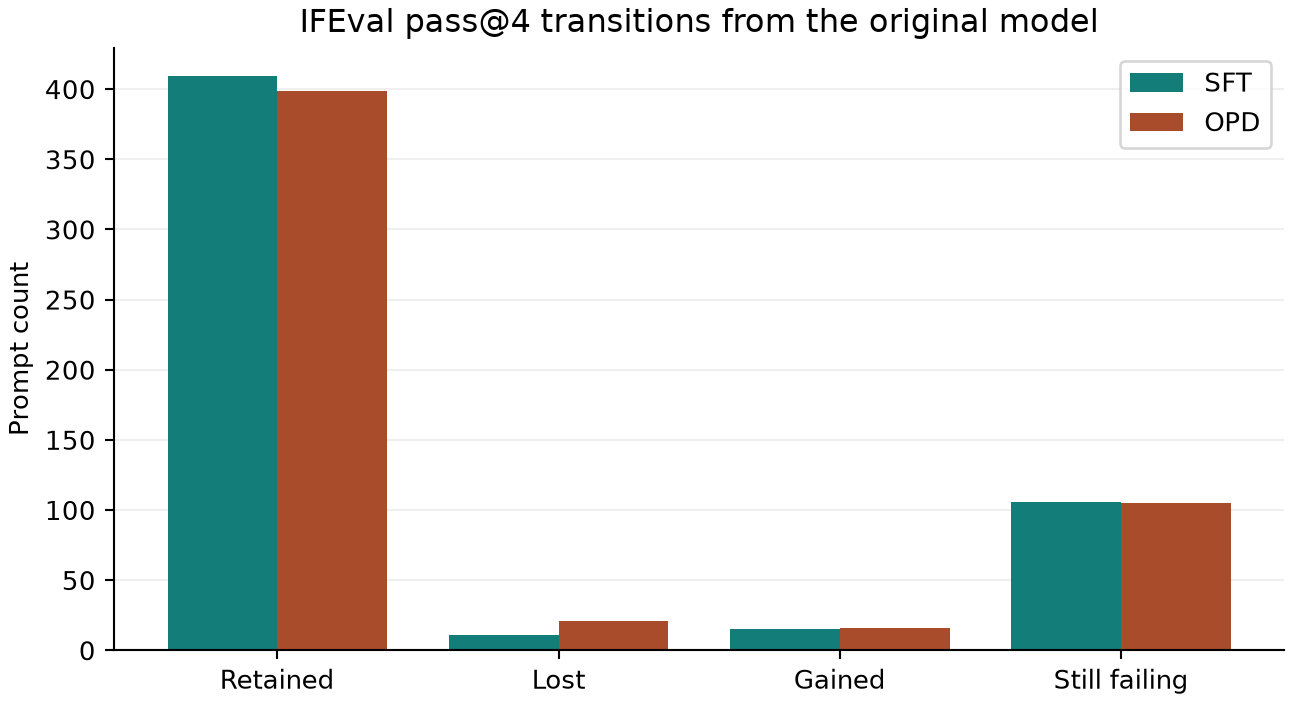 IFEval pass@4 transitions from the original model
SFT
OPD
Prompt count
400
350
300
250
200
150
100
50
0
Retained
Lost
Gained
Still failing